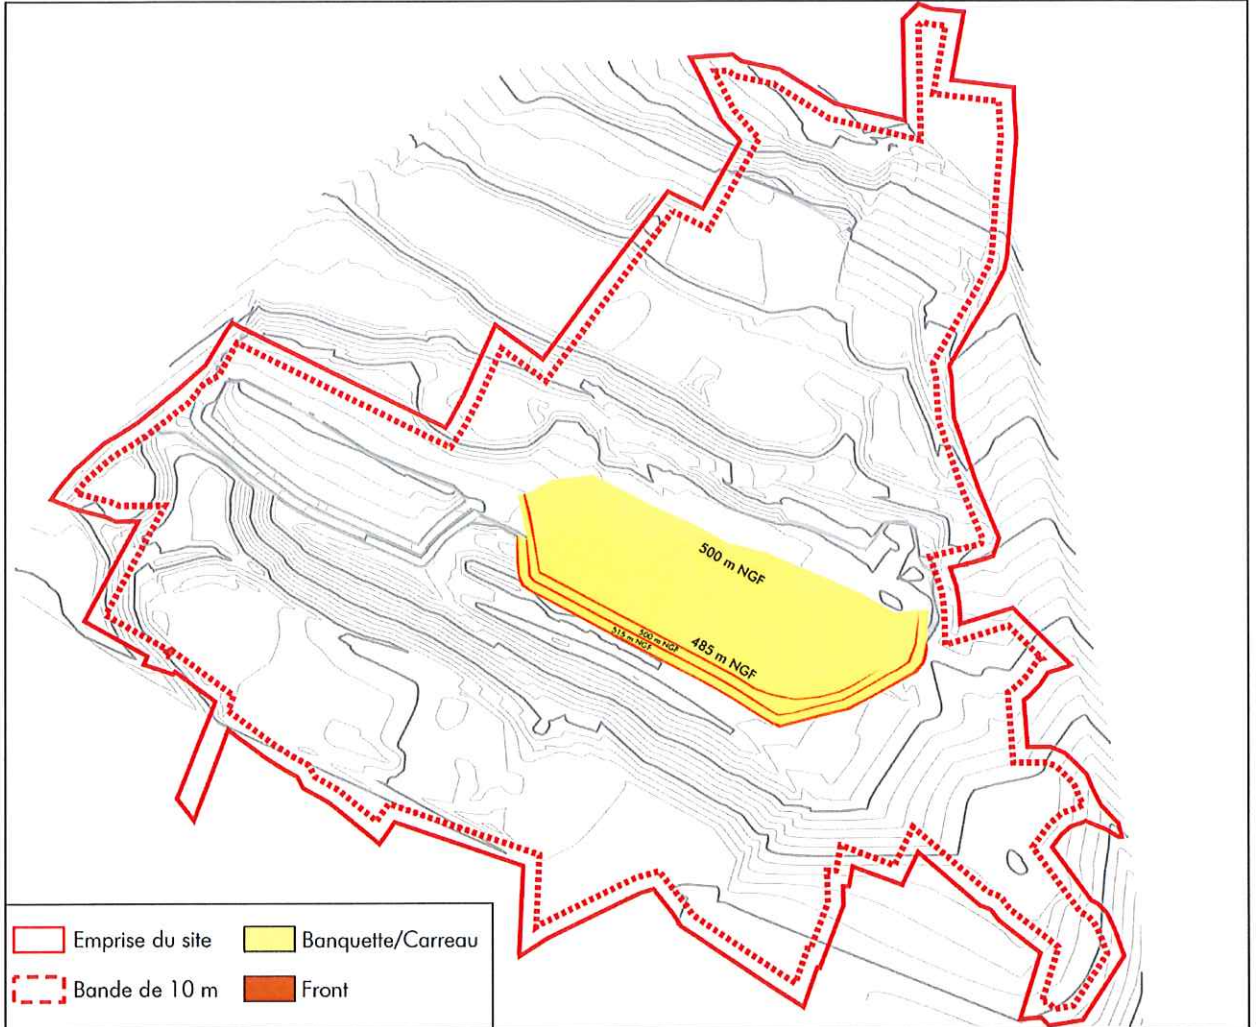 500 m NGF
500 m NGF
515 m NGF
485 m NGF
Emprise du site
Banquette/Carreau
Bande de 10 m
Front